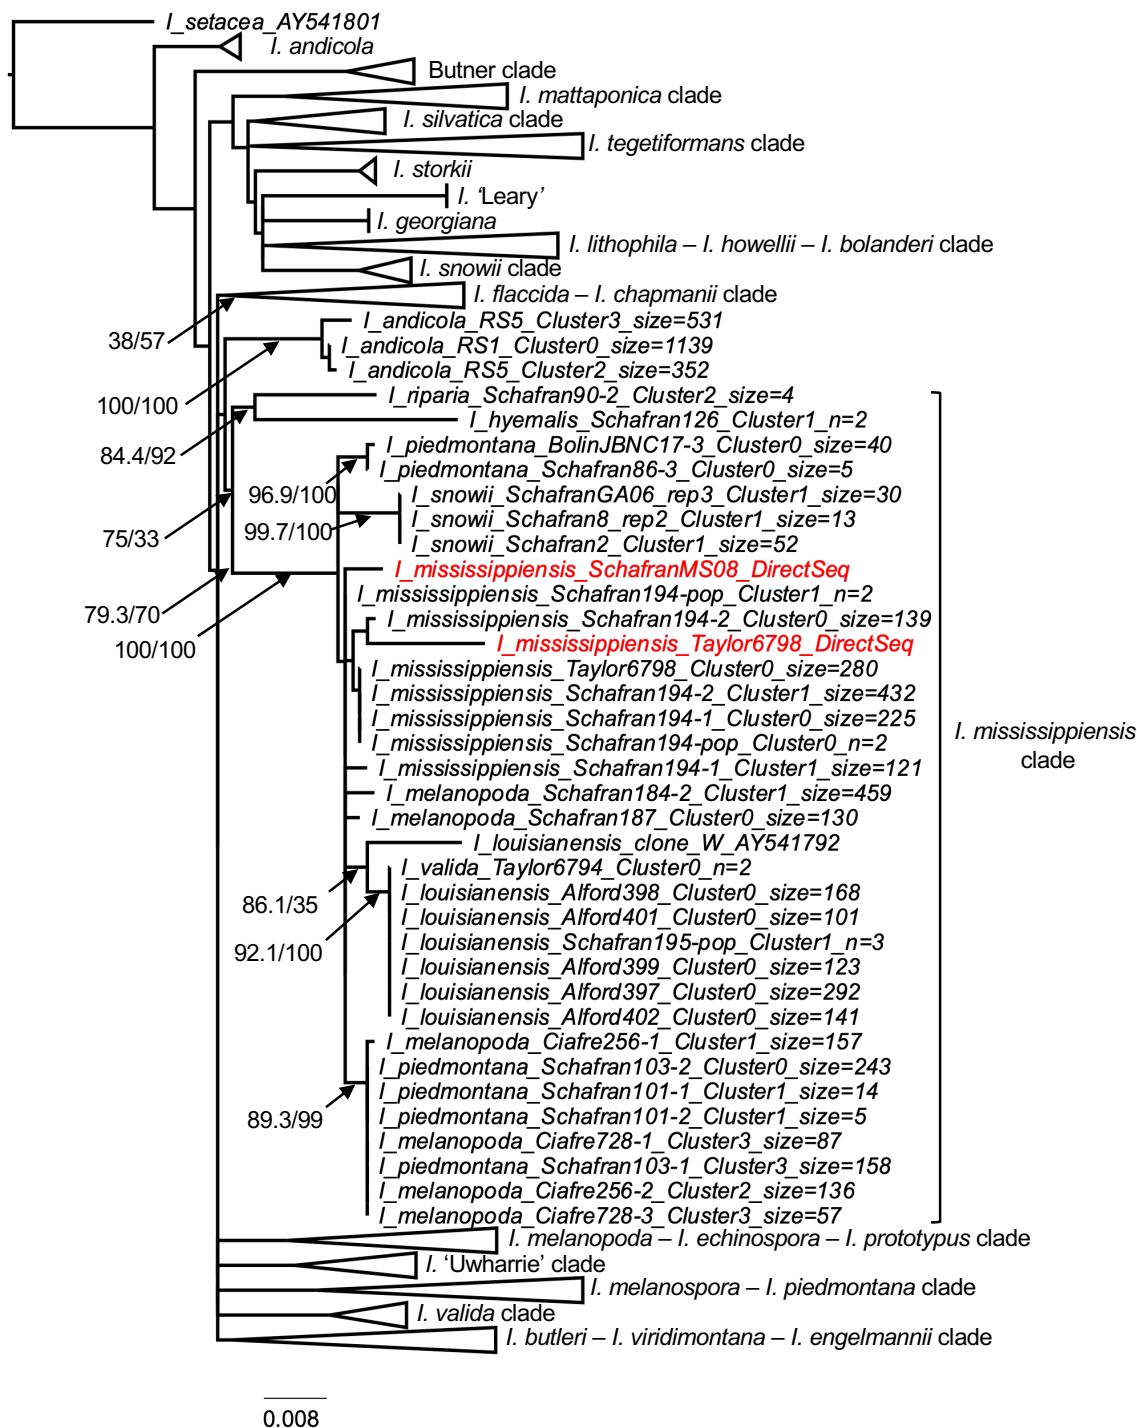 I_setacea_AY541801
I. andicola
Butner clade
I. mattaponica clade
I. silvatica clade
I. tegetiformans clade
I. storkii
I. ‘Leary’
I. georgiana
I. lithophila – I. howellii – I. bolanderi clade
I. snowii clade
I. flaccida – I. chapmanii clade
38/57
I_andicola_RS5_Cluster3_size=531
I_andicola_RS1_Cluster0_size=1139
I_andicola_RS5_Cluster2_size=352
100/100
I_riparia_Schafran90-2_Cluster2_size=4
I_hyemalis_Schafran126_Cluster1_n=2
84.4/92
I_piedmontana_BolinJBNC17-3_Cluster0_size=40
I_piedmontana_Schafran86-3_Cluster0_size=5
96.9/100
I_snowii_SchafranGA06_rep3_Cluster1_size=30
I_snowii_Schafran8_rep2_Cluster1_size=13
99.7/100
75/33
I_snowii_Schafran2_Cluster1_size=52
I_mississippiensis_SchafranMS08_DirectSeq
I_mississippiensis_Schafran194-pop_Cluster1_n=2
79.3/70
I_mississippiensis_Schafran194-2_Cluster0_size=139
I_mississippiensis_Taylor6798_DirectSeq
100/100
I_mississippiensis_Taylor6798_Cluster0_size=280
I_mississippiensis_Schafran194-2_Cluster1_size=432
I_mississippiensis_Schafran194-1_Cluster0_size=225
I_mississippiensis_Schafran194-pop_Cluster0_n=2
I. mississippiensis
clade
I_mississippiensis_Schafran194-1_Cluster1_size=121
I_melanopoda_Schafran184-2_Cluster1_size=459
I_melanopoda_Schafran187_Cluster0_size=130
I_louisianensis_clone_W_AY541792
I_valida_Taylor6794_Cluster0_n=2
I_louisianensis_Alford398_Cluster0_size=168
86.1/35
I_louisianensis_Alford401_Cluster0_size=101
I_louisianensis_Schafran195-pop_Cluster1_n=3
92.1/100
I_louisianensis_Alford399_Cluster0_size=123
I_louisianensis_Alford397_Cluster0_size=292
I_louisianensis_Alford402_Cluster0_size=141
I_melanopoda_Ciafre256-1_Cluster1_size=157
I_piedmontana_Schafran103-2_Cluster0_size=243
I_piedmontana_Schafran101-1_Cluster1_size=14
I_piedmontana_Schafran101-2_Cluster1_size=5
89.3/99
I_melanopoda_Ciafre728-1_Cluster3_size=87
I_piedmontana_Schafran103-1_Cluster3_size=158
I_melanopoda_Ciafre256-2_Cluster2_size=136
I_melanopoda_Ciafre728-3_Cluster3_size=57
I. melanopoda – I. echinospora – I. prototypus clade
I. ‘Uwharrie’ clade
I. melanospora – I. piedmontana clade
I. valida clade
I. butleri – I. viridimontana – I. engelmannii clade
0.008